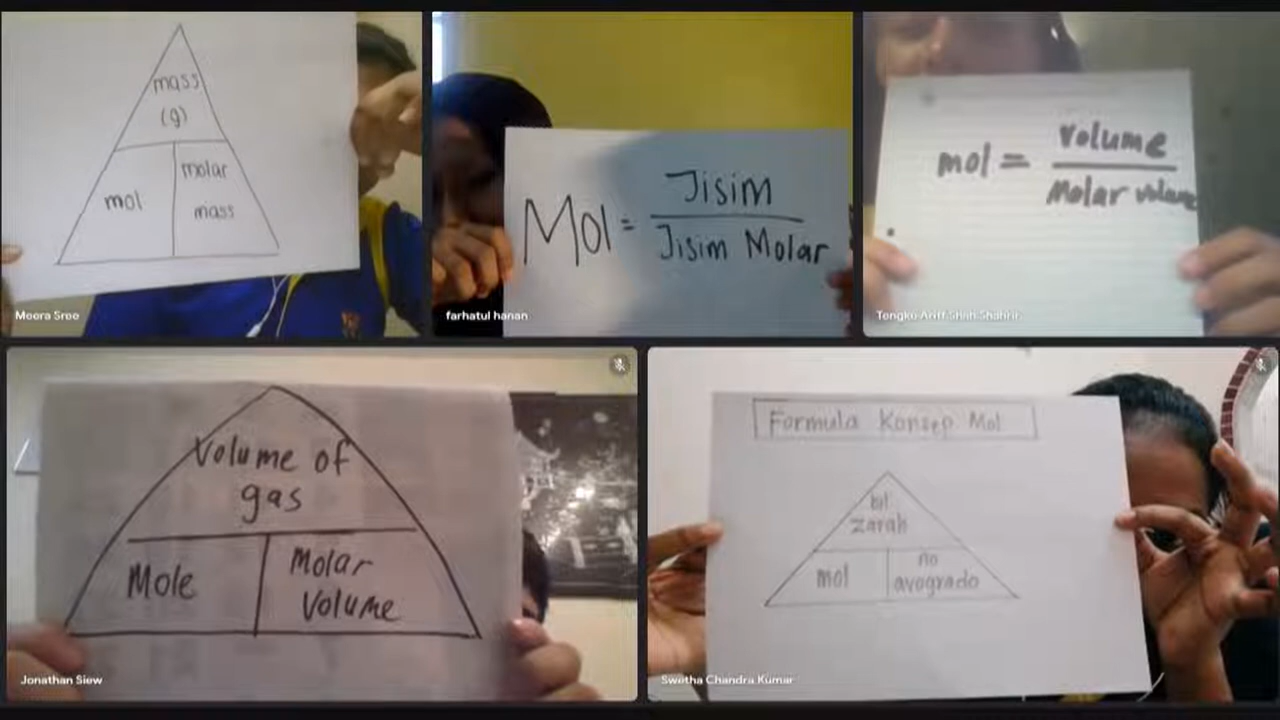 mass
(g)
mol
molar
mass
Meera Sree
Mol = Jisim
Jisim Molar
farhatul hanan
mol = volume
Molar volume
Tengku Ariff Shah Shahrir
Volume of
gas
Mole
Molar
Volume
Jonathan Siew
Formula Konsep Mol
bil
zarah
mol
no
avogrado
Swetha Chandra Kumar